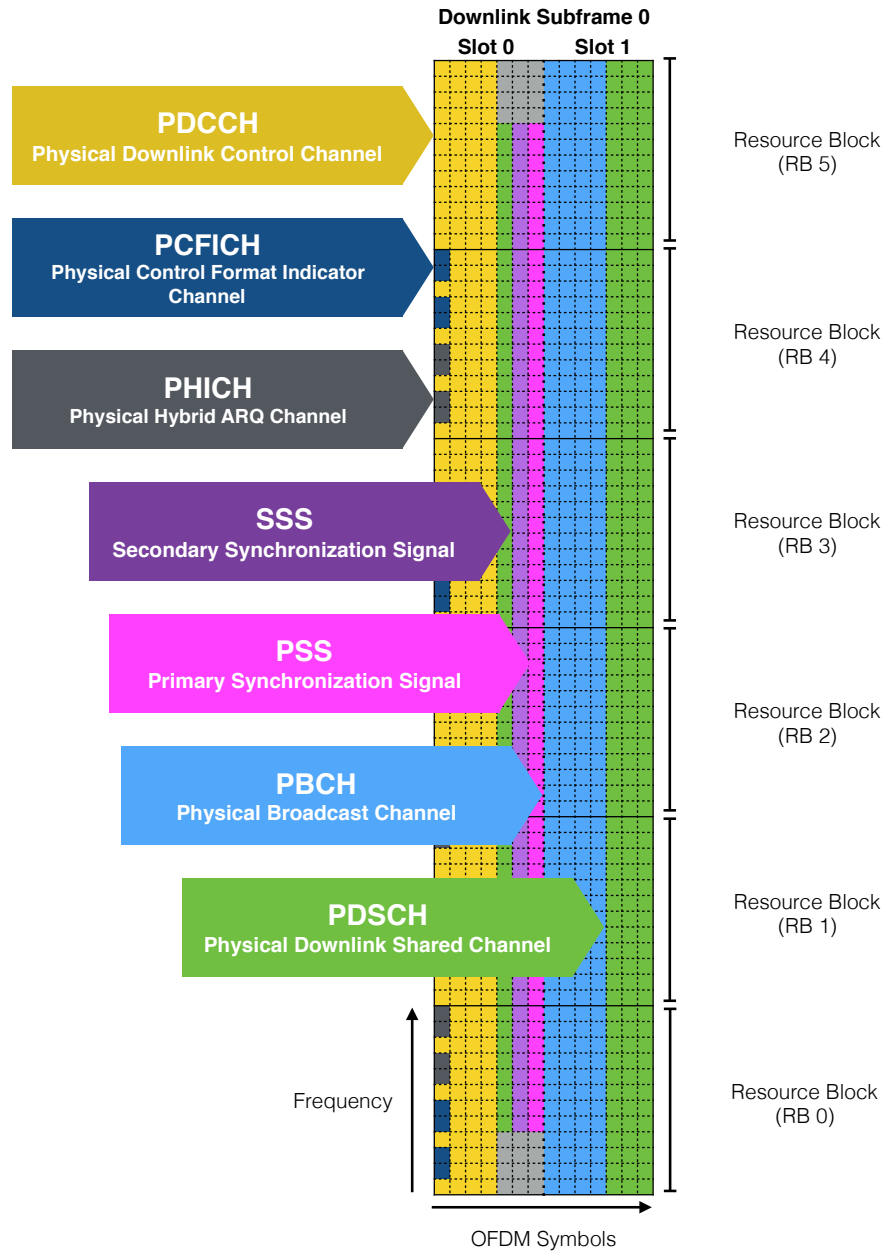 Downlink Subframe 0
Slot 0
Slot 1
PDCCH
Physical Downlink Control Channel
Resource Block
(RB 5)
PCFICH
Physical Control Format Indicator
Channel
Resource Block
(RB 4)
PHICH
Physical Hybrid ARQ Channel
SSS
Secondary Synchronization Signal
Resource Block
(RB 3)
PSS
Primary Synchronization Signal
Resource Block
(RB 2)
PBCH
Physical Broadcast Channel
PDSCH
Physical Downlink Shared Channel
Resource Block
(RB 1)
Frequency
Resource Block
(RB 0)
OFDM Symbols